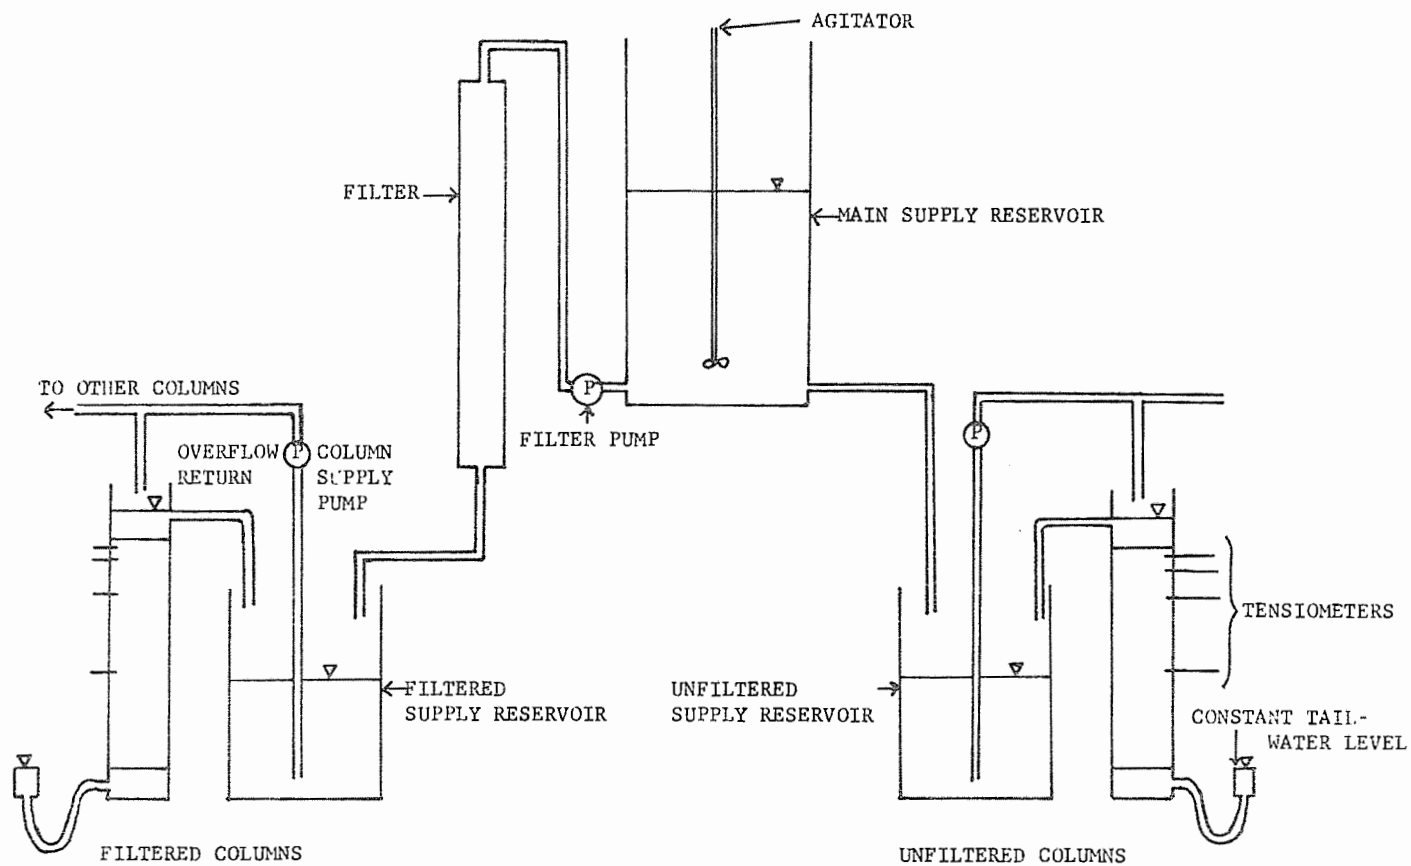 AGITATOR
FILTER
MAIN SUPPLY RESERVOIR
TO OTHER COLUMNS
P
FILTER PUMP
P
OVERFLOW
RETURN
P
COLUMN
SUPPLY
PUMP
TENSIOMETERS
FILTERED
SUPPLY RESERVOIR
UNFILTERED
SUPPLY RESERVOIR
CONSTANT TAIL-
WATER LEVEL
FILTERED COLUMNS
UNFILTERED COLUMNS